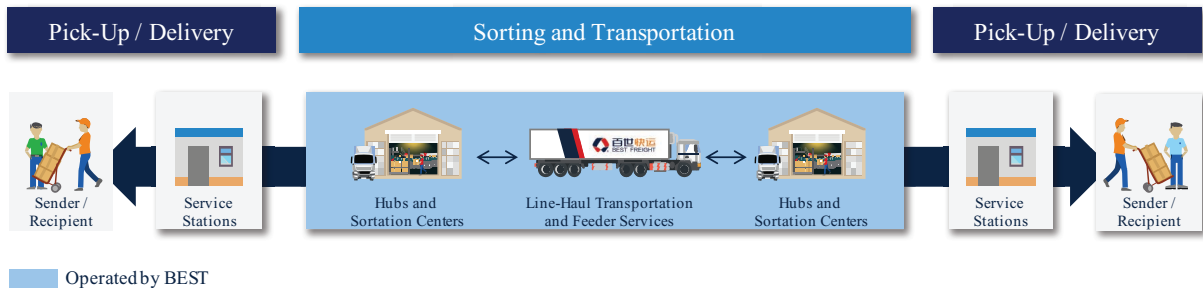 Pick-Up / Delivery
Sorting and Transportation
Pick-Up / Delivery
百世快运
BEST FREIGHT
Sender /
Recipient
Service
Stations
Hubs and
Sortation Centers
Line-Haul Transportation
and Feeder Services
Hubs and
Sortation Centers
Service
Stations
Sender /
Recipient
Operated by BEST